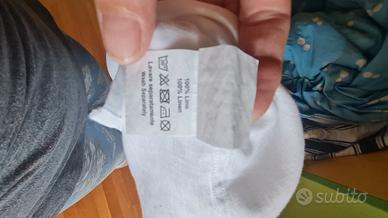 100% Lino
100% Linen
Lavare separatamente
Wash Separately
subito